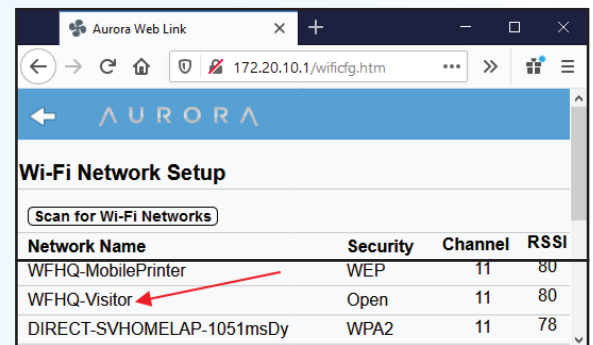 Aurora Web Link
172.20.10.1/wificfg.htm
AURORA
Wi-Fi Network Setup
Scan for Wi-Fi Networks
Network Name Security Channel RSSI
WFHQ-MobilePrinter WEP 11 80
WFHQ-Visitor Open 11 80
DIRECT-SVHOMELAP-1051msDy WPA2 11 78